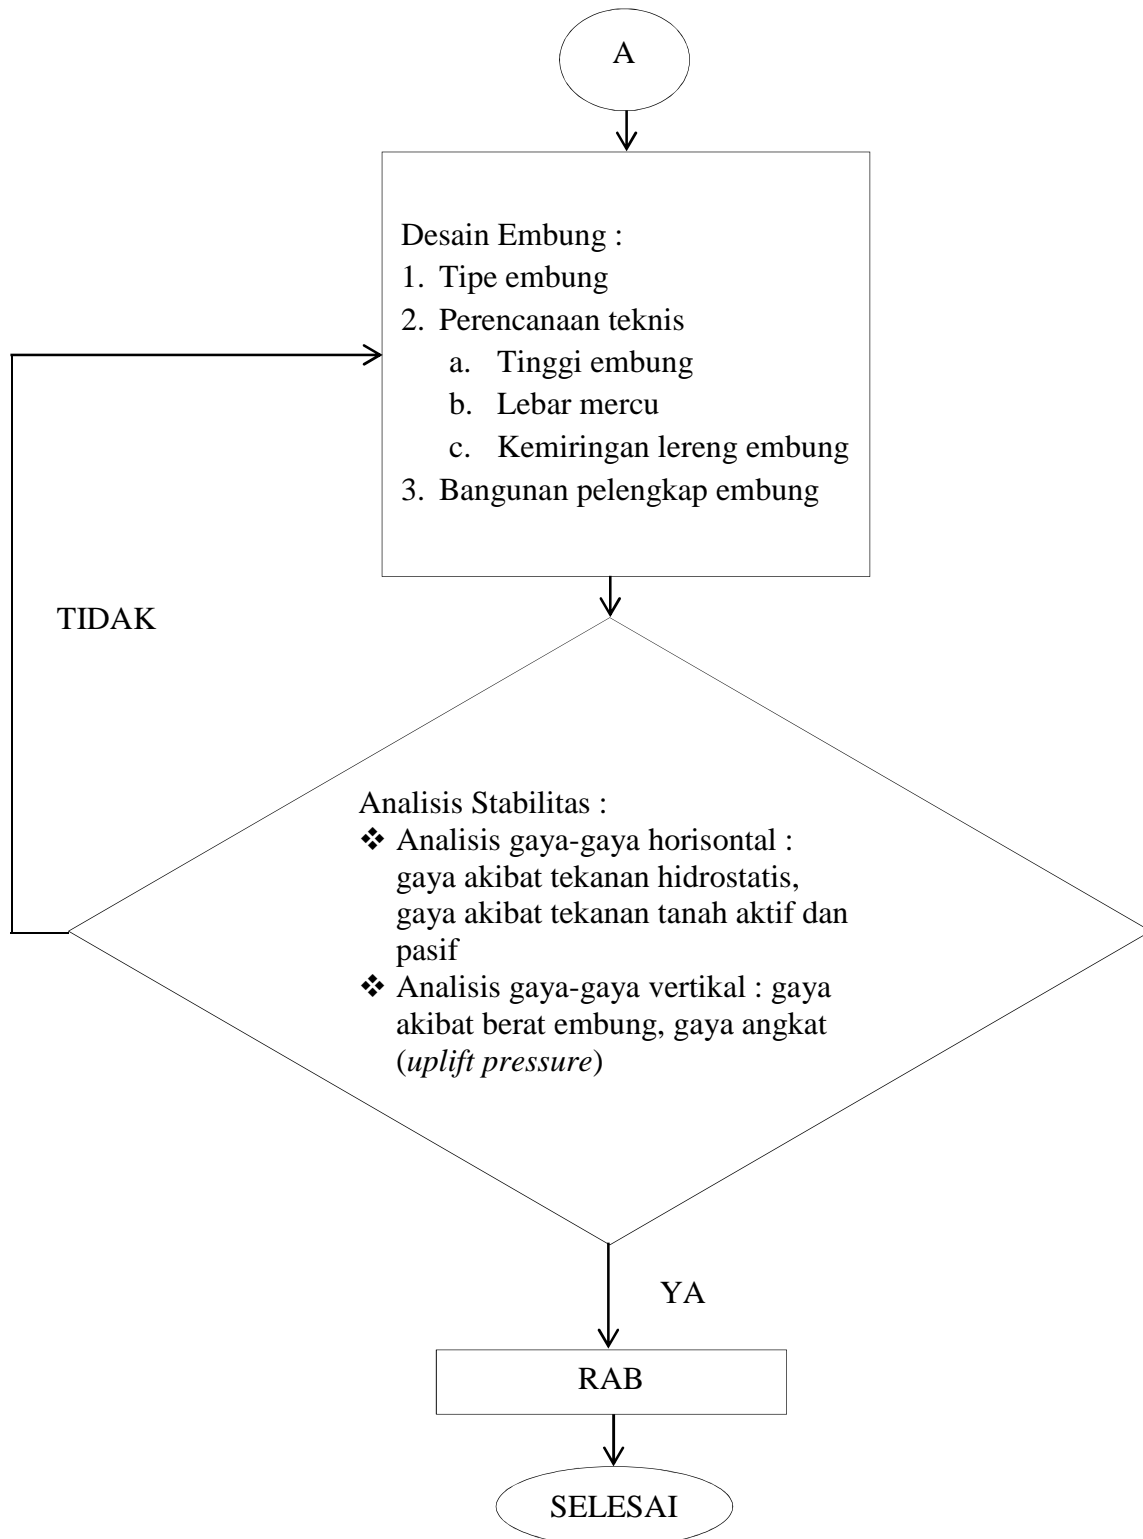 A
Desain Embung :
1. Tipe embung
2. Perencanaan teknis
a. Tinggi embung
b. Lebar mercu
c. Kemiringan lereng embung
3. Bangunan pelengkap embung
TIDAK
Analisis Stabilitas :
❖ Analisis gaya-gaya horisontal :
gaya akibat tekanan hidrostatis,
gaya akibat tekanan tanah aktif dan
pasif
❖ Analisis gaya-gaya vertikal : gaya
akibat berat embung, gaya angkat
(uplift pressure)
YA
RAB
SELESAI